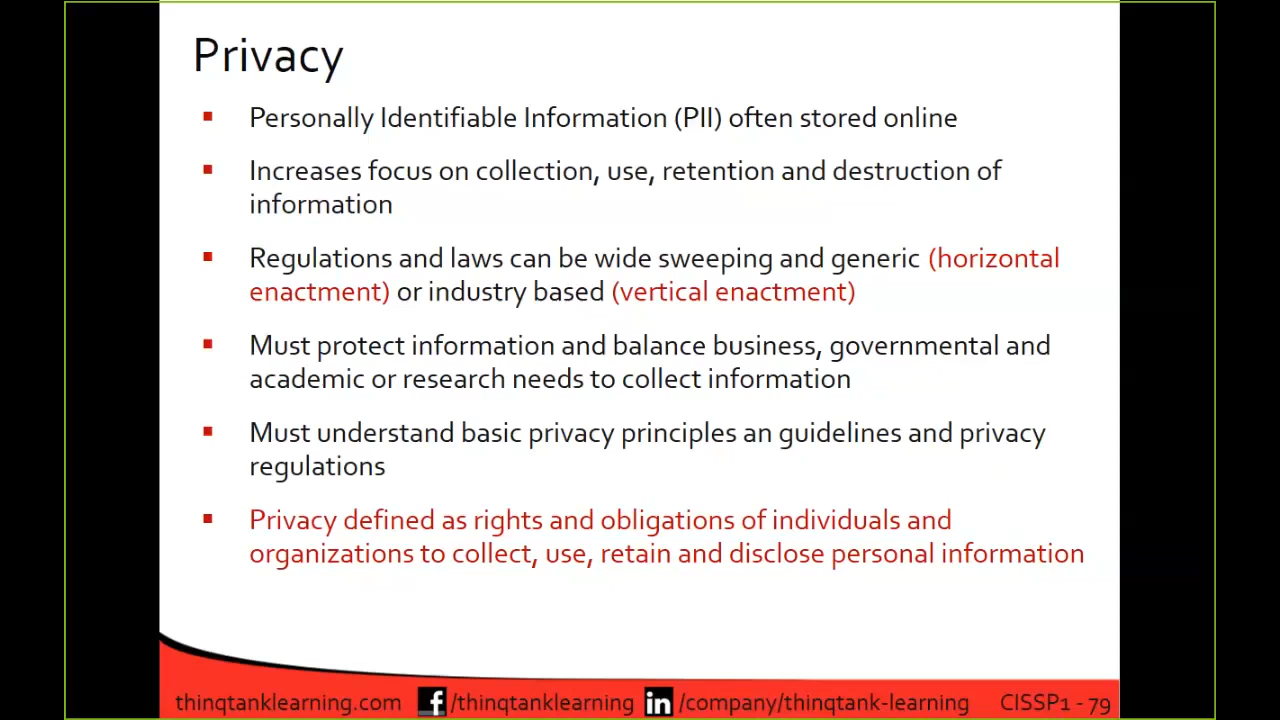 Privacy
▪ Personally Identifiable Information (PII) often stored online
▪ Increases focus on collection, use, retention and destruction of
information
▪ Regulations and laws can be wide sweeping and generic (horizontal
enactment) or industry based (vertical enactment)
▪ Must protect information and balance business, governmental and
academic or research needs to collect information
▪ Must understand basic privacy principles an guidelines and privacy
regulations
▪ Privacy defined as rights and obligations of individuals and
organizations to collect, use, retain and disclose personal information
thinqtanklearning.com f /thinqtanklearning in /company/thinqtank-learning CISSP1 - 79